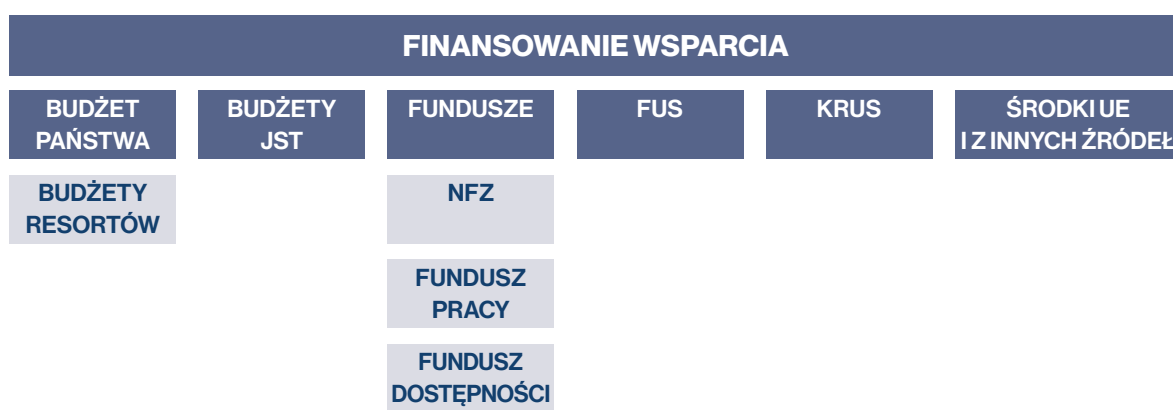 FINANSOWANIE WSPARCIA
BUDŻET
PAŃSTWA
BUDŻETY
JST
FUNDUSZE
FUS
KRUS
ŚRODKI UE
I Z INNYCH ŹRÓDEŁ
BUDŻETY
RESORTÓW
NFZ
FUNDUSZ
PRACY
FUNDUSZ
DOSTĘPNOŚCI